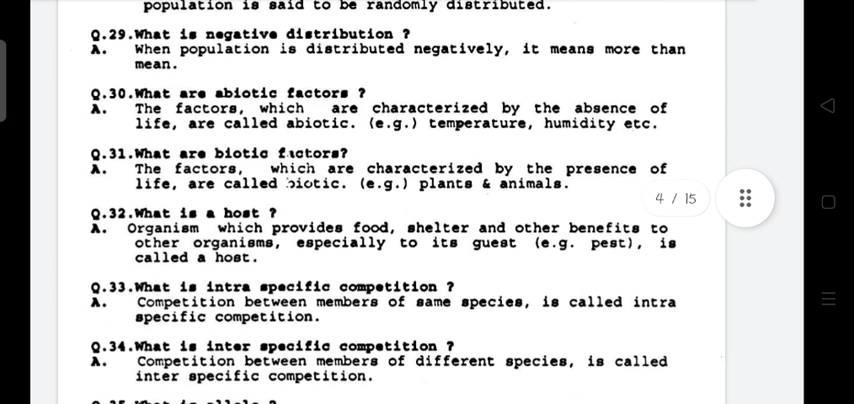 population is said to be randomly distributed.
Q.29.What is negative distribution ?
A. When population is distributed negatively, it means more than
mean.
Q.30.What are abiotic factors ?
A. The factors, which are characterized by the absence of
life, are called abiotic. (e.g.) temperature, humidity etc.
Q.31.What are biotic factors?
A. The factors, which are characterized by the presence of
life, are called biotic. (e.g.) plants & animals.
4 / 15
Q.32.What is a host ?
A. Organism which provides food, shelter and other benefits to
other organisms, especially to its guest (e.g. pest), is
called a host.
Q.33.What is intra specific competition ?
A. Competition between members of same species, is called intra
specific competition.
Q.34.What is inter specific competition ?
A. Competition between members of different species, is called
inter specific competition.